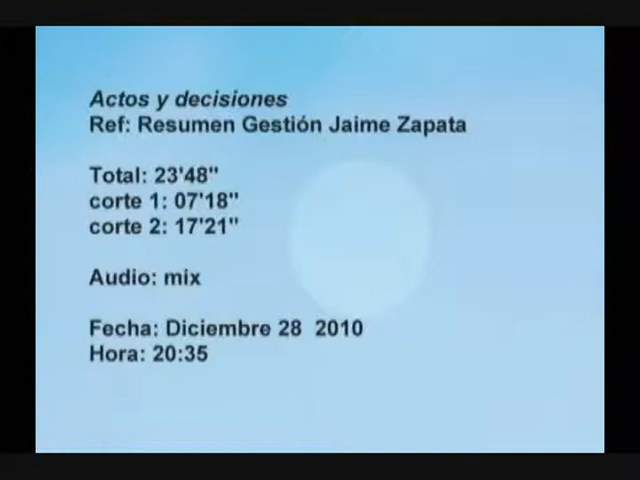 Actos y decisiones
Ref: Resumen Gestión Jaime Zapata
Total: 23'48"
corte 1: 07'18"
corte 2: 17'21"
Audio: mix
Fecha: Diciembre 28  2010
Hora: 20:35